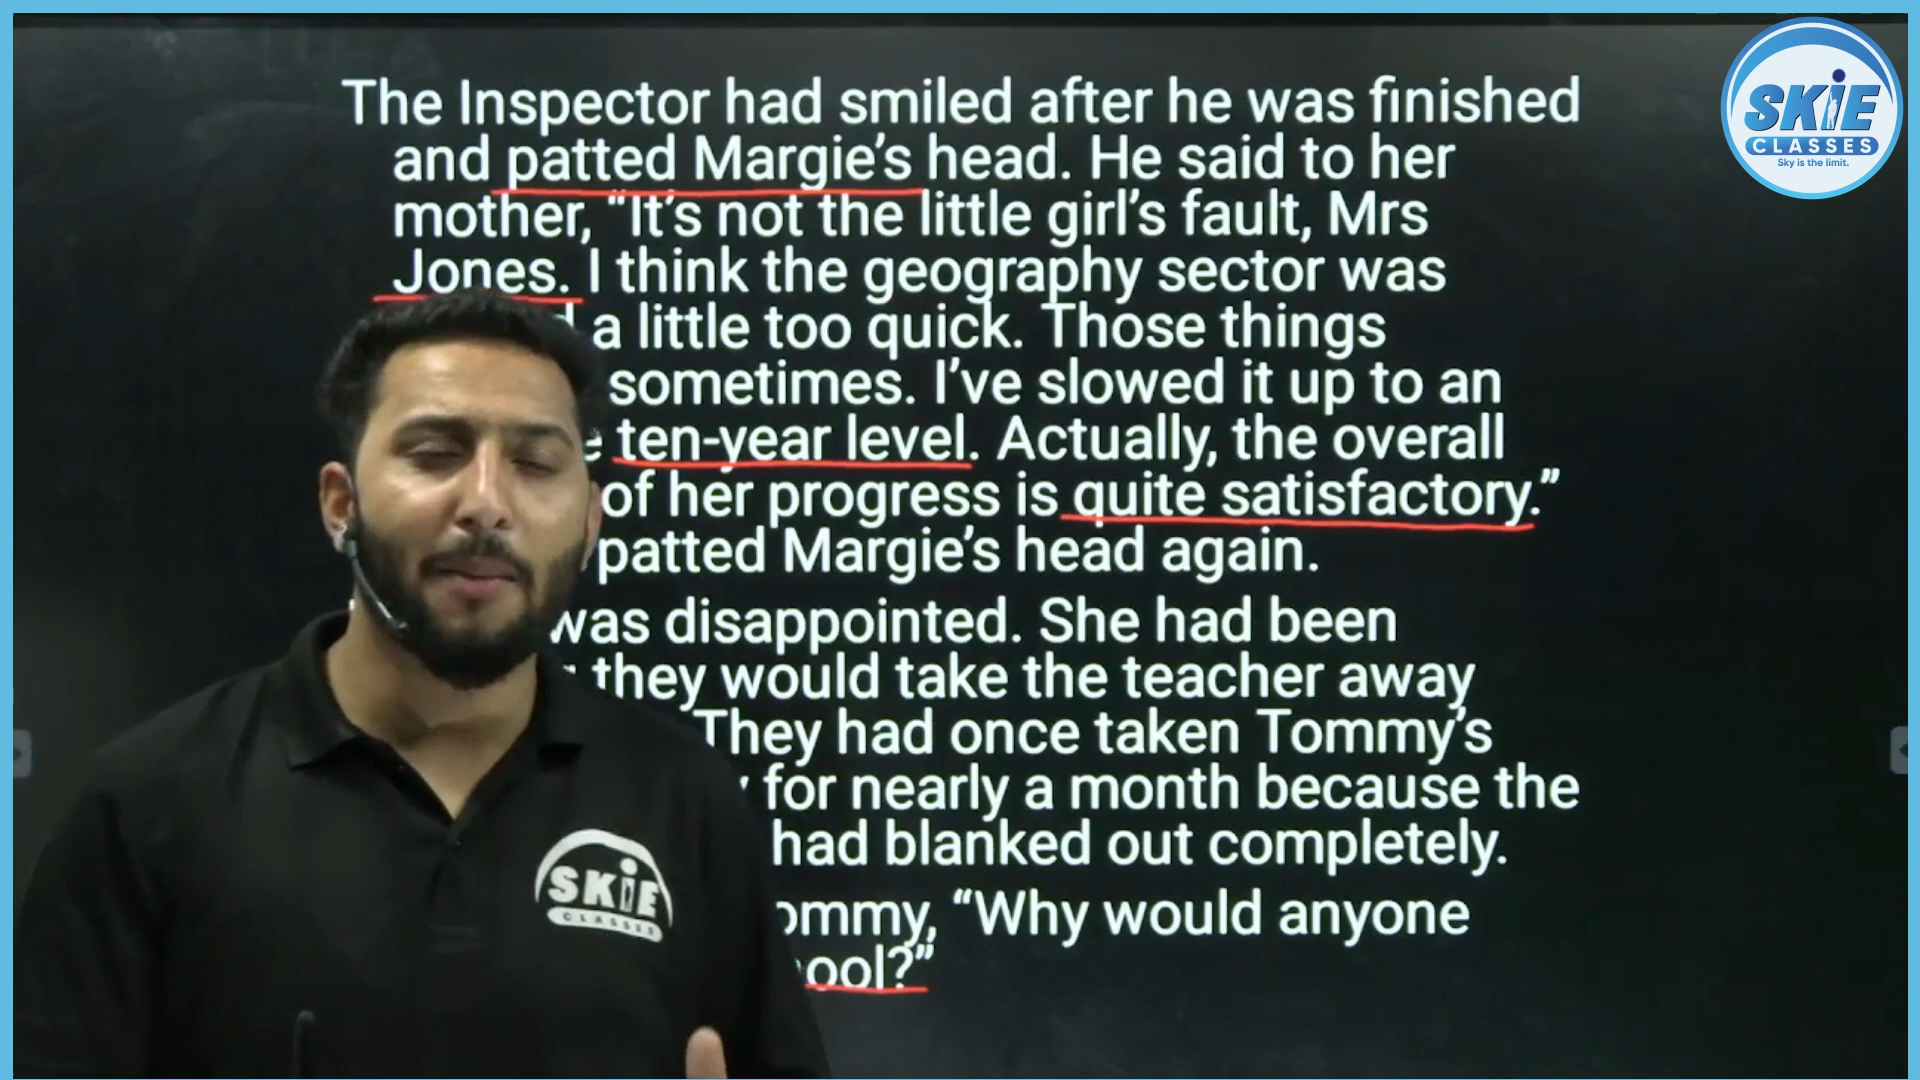 The Inspector had smiled after he was finished
and patted Margie's head. He said to her
mother, “It's not the little girl's fault, Mrs
Jones. I think the geography sector was
a little too quick. Those things
sometimes. I've slowed it up to an
ten-year level. Actually, the overall
of her progress is quite satisfactory.”
patted Margie's head again.
was disappointed. She had been
they would take the teacher away
They had once taken Tommy's
for nearly a month because the
had blanked out completely.
“Why would anyone
SKiE
CLASSES
Sky is the limit.
SKiE
CLASSES